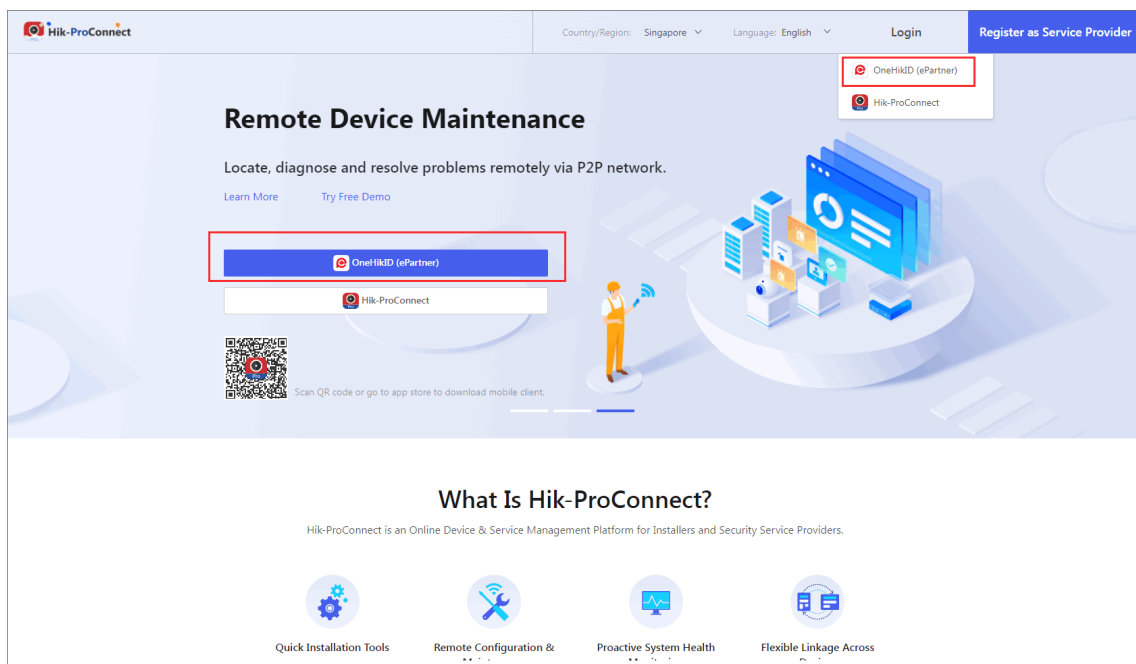 Hik-ProConnect
Country/Region: Singapore
Language: English
Login
Register as Service Provider
OneHikID (ePartner)
Hik-ProConnect
Remote Device Maintenance
Locate, diagnose and resolve problems remotely via P2P network.
Learn More
Try Free Demo
OneHikID (ePartner)
Hik-ProConnect
Scan QR code or go to app store to download mobile client.
What Is Hik-ProConnect?
Hik-ProConnect is an Online Device & Service Management Platform for Installers and Security Service Providers.
Quick Installation Tools
Remote Configuration &
Proactive System Health
Flexible Linkage Across